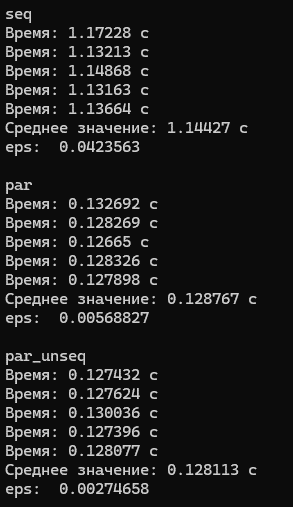 seq
Время: 1.17228 с
Время: 1.13213 с
Время: 1.14868 с
Время: 1.13163 с
Время: 1.13664 с
Среднее значение: 1.14427 с
eps:  0.0423563

par
Время: 0.132692 с
Время: 0.128269 с
Время: 0.12665 с
Время: 0.128326 с
Время: 0.127898 с
Среднее значение: 0.128767 с
eps:  0.00568827

par_unseq
Время: 0.127432 с
Время: 0.127624 с
Время: 0.130036 с
Время: 0.127396 с
Время: 0.128077 с
Среднее значение: 0.128113 с
eps:  0.00274658